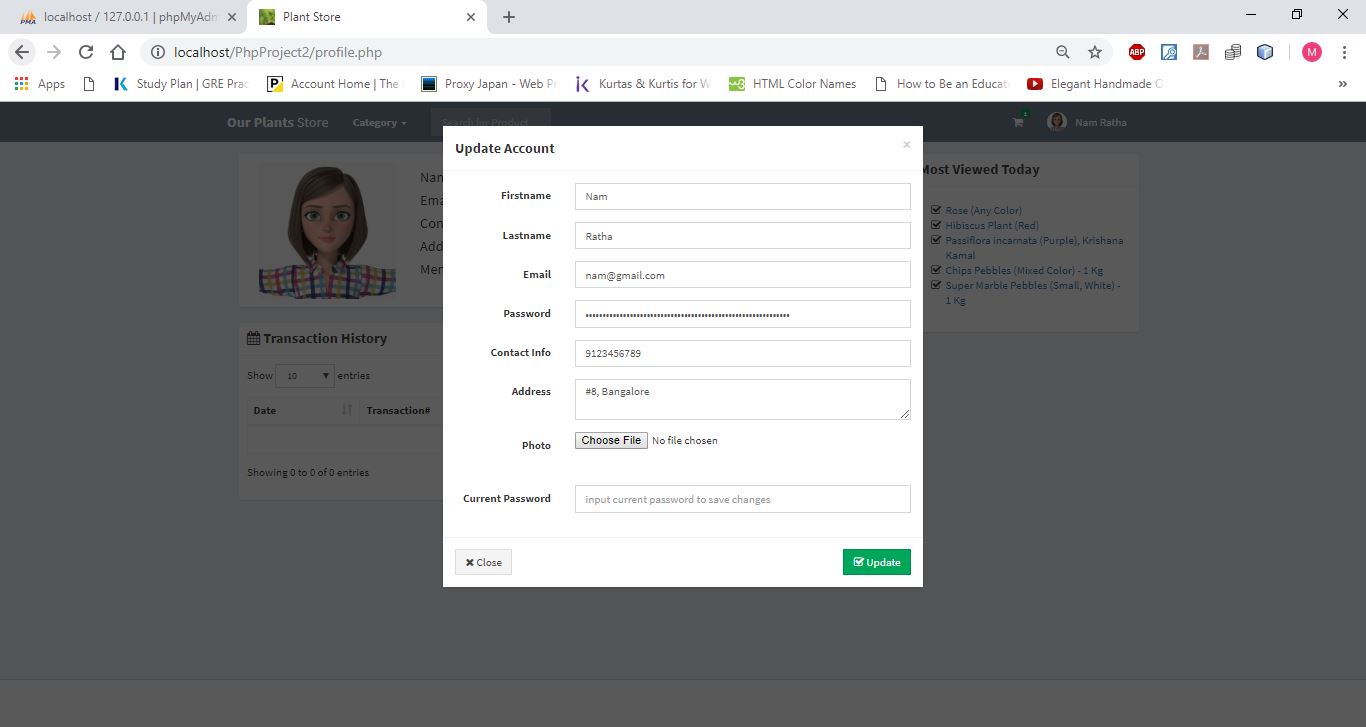 localhost / 127.0.0.1 | phpMyAdm
Plant Store
localhost/PhpProject2/profile.php
ABP
M
Apps
Study Plan | GRE Prac
Account Home | The
Proxy Japan - Web Pr
Kurtas & Kurtis for W
HTML Color Names
How to Be an Educate
Elegant Handmade C
Our Plants Store
Category
Search for Product
1
Nam Ratha
Update Account
×
Firstname
Nam
Lastname
Ratha
Email
nam@gmail.com
Password
Contact Info
9123456789
Address
#8, Bangalore
Photo
Choose File No file chosen
Current Password
input current password to save changes
Close
Update
Nam
Ema
Con
Add
Mem
Transaction History
Show 10 entries
Date
Transaction#
Showing 0 to 0 of 0 entries
Most Viewed Today
Rose (Any Color)
Hibiscus Plant (Red)
Passiflora incarnata (Purple), Krishana
Kamal
Chips Pebbles (Mixed Color) - 1 Kg
Super Marble Pebbles (Small, White) -
1 Kg